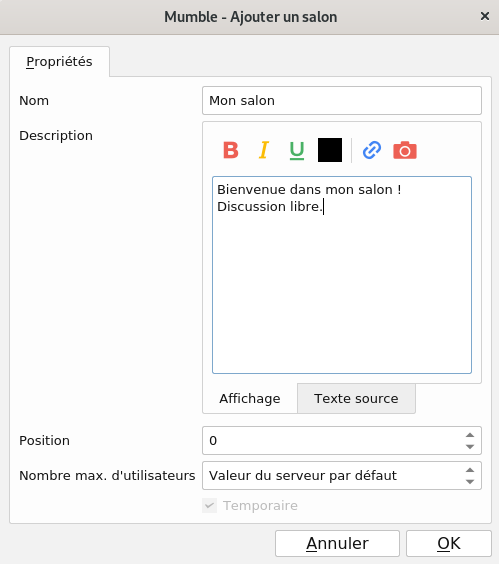 Mumble - Ajouter un salon
Propriétés
Nom
Mon salon
Description
B I U
Bienvenue dans mon salon !
Discussion libre.
Affichage
Texte source
Position
0
Nombre max. d'utilisateurs
Valeur du serveur par défaut
Temporaire
Annuler
OK